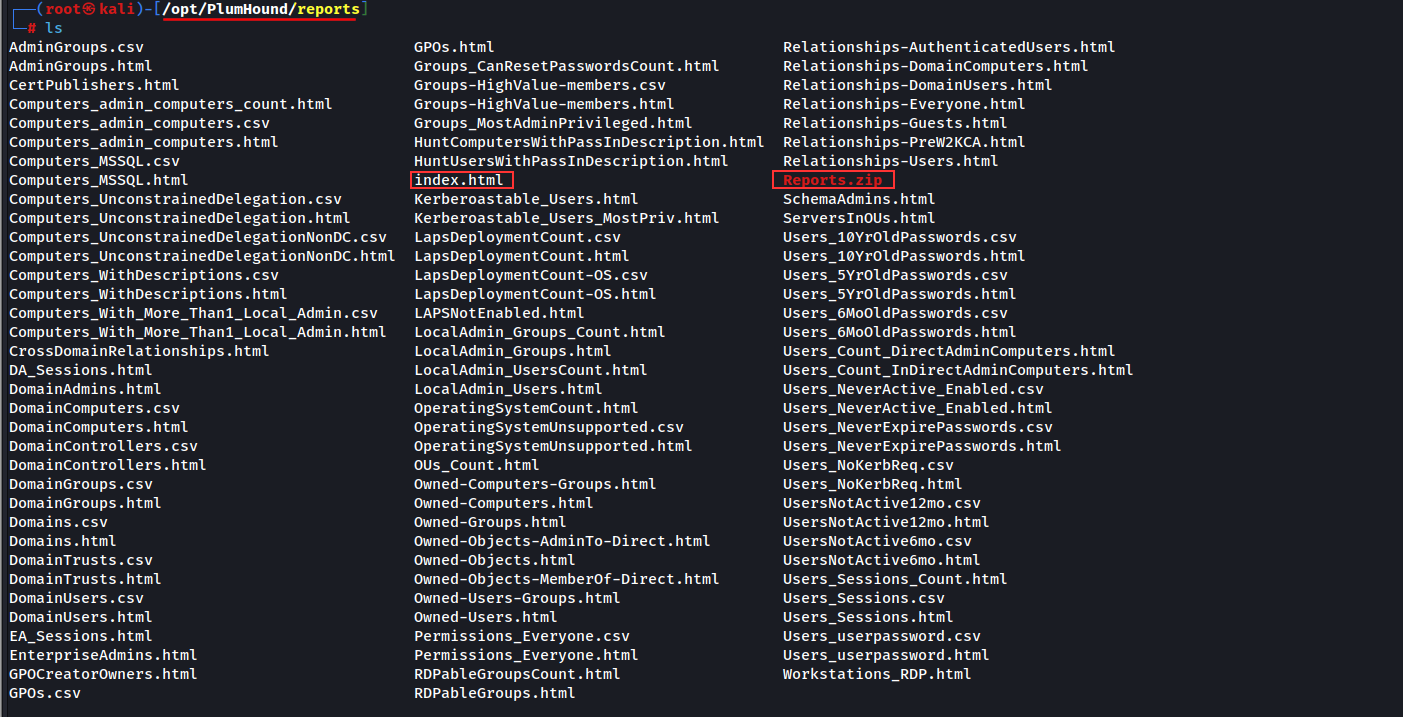 ┌──(root㉿kali)-[/opt/PlumHound/reports]
└─# ls
AdminGroups.csv GPOs.html Relationships-AuthenticatedUsers.html
AdminGroups.html Groups_CanResetPasswordsCount.html Relationships-DomainComputers.html
CertPublishers.html Groups-HighValue-members.csv Relationships-DomainUsers.html
Computers_admin_computers_count.html Groups-HighValue-members.html Relationships-Everyone.html
Computers_admin_computers.csv Groups_MostAdminPrivileged.html Relationships-Guests.html
Computers_admin_computers.html HuntComputersWithPassInDescription.html Relationships-PreW2KCA.html
Computers_MSSQL.csv HuntUsersWithPassInDescription.html Relationships-Users.html
Computers_MSSQL.html index.html Reports.zip
Computers_UnconstrainedDelegation.csv Kerberoastable_Users.html SchemaAdmins.html
Computers_UnconstrainedDelegation.html Kerberoastable_Users_MostPriv.html ServersInOUs.html
Computers_UnconstrainedDelegationNonDC.csv LapsDeploymentCount.csv Users_10YrOldPasswords.csv
Computers_UnconstrainedDelegationNonDC.html LapsDeploymentCount.html Users_10YrOldPasswords.html
Computers_WithDescriptions.csv LapsDeploymentCount-OS.csv Users_5YrOldPasswords.csv
Computers_WithDescriptions.html LapsDeploymentCount-OS.html Users_5YrOldPasswords.html
Computers_With_More_Than1_Local_Admin.csv LAPSNotEnabled.html Users_6MoOldPasswords.csv
Computers_With_More_Than1_Local_Admin.html LocalAdmin_Groups_Count.html Users_6MoOldPasswords.html
CrossDomainRelationships.html LocalAdmin_Groups.html Users_Count_DirectAdminComputers.html
DA_Sessions.html LocalAdmin_UsersCount.html Users_Count_InDirectAdminComputers.html
DomainAdmins.html LocalAdmin_Users.html Users_NeverActive_Enabled.csv
DomainComputers.csv OperatingSystemCount.html Users_NeverActive_Enabled.html
DomainComputers.html OperatingSystemUnsupported.csv Users_NeverExpirePasswords.csv
DomainControllers.csv OperatingSystemUnsupported.html Users_NeverExpirePasswords.html
DomainControllers.html OUs_Count.html Users_NoKerbReq.csv
DomainGroups.csv Owned-Computers-Groups.html Users_NoKerbReq.html
DomainGroups.html Owned-Computers.html UsersNotActive12mo.csv
Domains.csv Owned-Groups.html UsersNotActive12mo.html
Domains.html Owned-Objects-AdminTo-Direct.html UsersNotActive6mo.csv
DomainTrusts.csv Owned-Objects.html UsersNotActive6mo.html
DomainTrusts.html Owned-Objects-MemberOf-Direct.html Users_Sessions_Count.html
DomainUsers.csv Owned-Users-Groups.html Users_Sessions.csv
DomainUsers.html Owned-Users.html Users_Sessions.html
EA_Sessions.html Permissions_Everyone.csv Users_userpassword.csv
EnterpriseAdmins.html Permissions_Everyone.html Users_userpassword.html
GPOCreatorOwners.html RDPableGroupsCount.html Workstations_RDP.html
GPOs.csv RDPableGroups.html